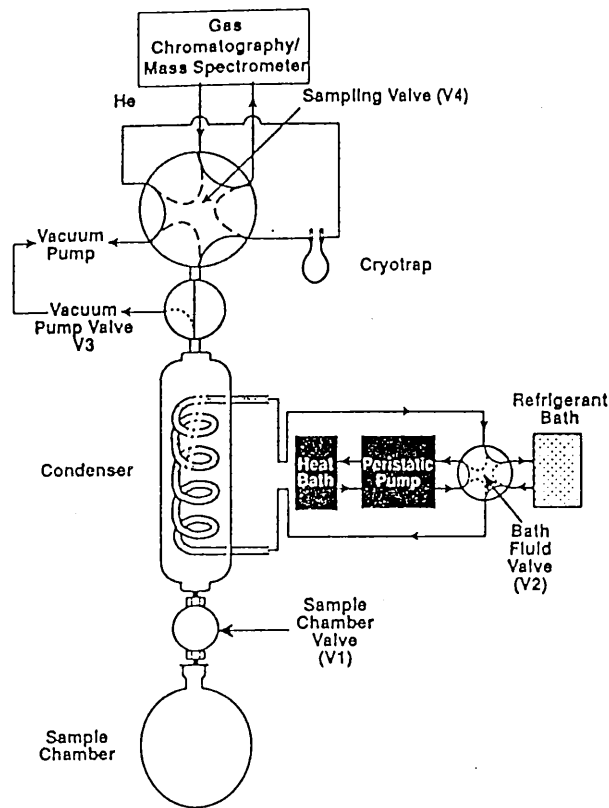 Gas
Chromatography/
Mass Spectrometer
He
Sampling Valve (V4)
Vacuum
Pump
Cryotrap
Vacuum
Pump Valve
V3
Refrigerant
Bath
Condenser
Heat
Bath
Peristatic
Pump
Bath
Fluid
Valve
(V2)
Sample
Chamber
Valve
(V1)
Sample
Chamber